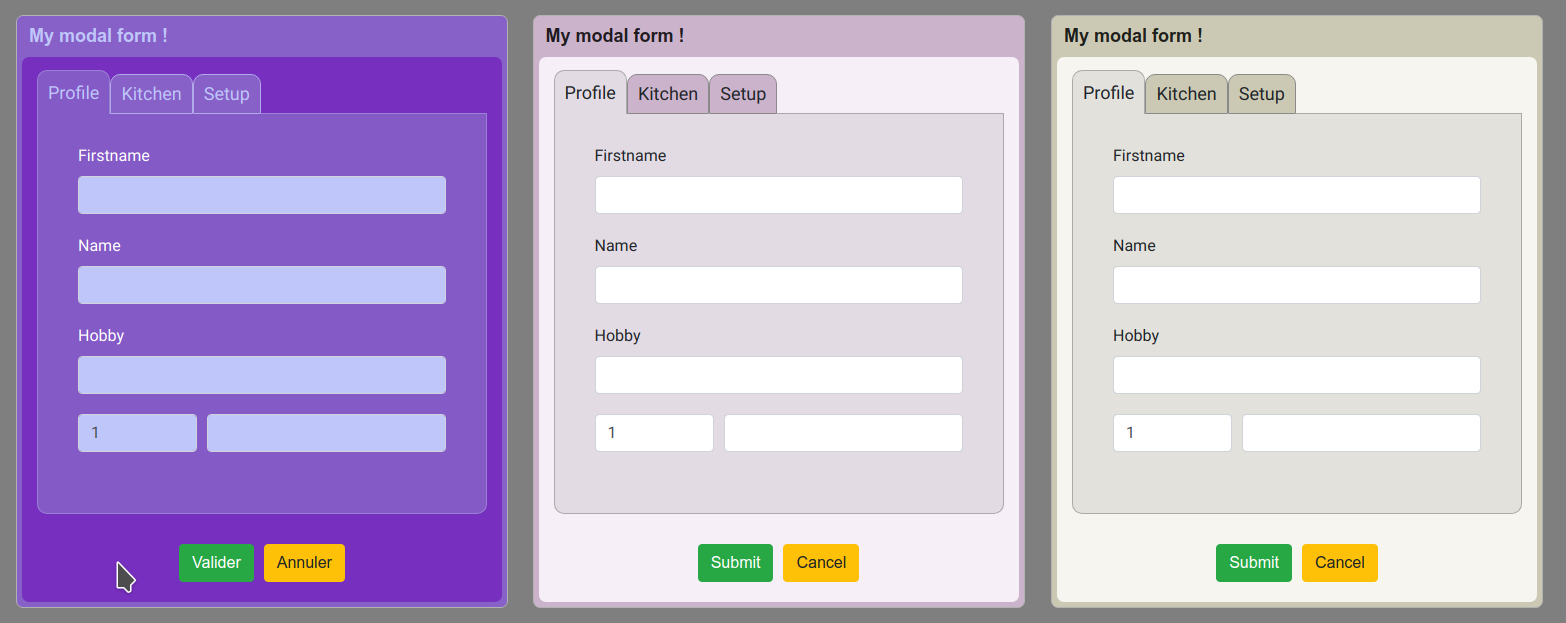 My modal form !
Profile Kitchen Setup
Firstname
Name
Hobby
1
Valider Annuler
My modal form !
Profile Kitchen Setup
Firstname
Name
Hobby
1
Submit Cancel
My modal form !
Profile Kitchen Setup
Firstname
Name
Hobby
1
Submit Cancel